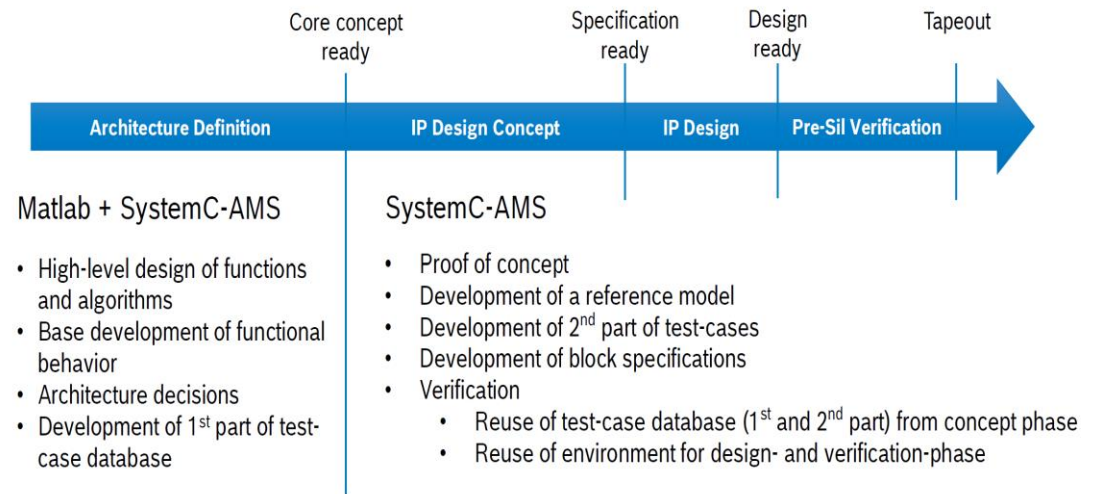 Core concept
ready
Specification
ready
Design
ready
Tapeout
Architecture Definition
IP Design Concept
IP Design
Pre-Sil Verification
Matlab + SystemC-AMS
• High-level design of functions
and algorithms
• Base development of functional
behavior
• Architecture decisions
• Development of 1st part of test-
case database
SystemC-AMS
• Proof of concept
• Development of a reference model
• Development of 2nd part of test-cases
• Development of block specifications
• Verification
• Reuse of test-case database (1st and 2nd part) from concept phase
• Reuse of environment for design- and verification-phase